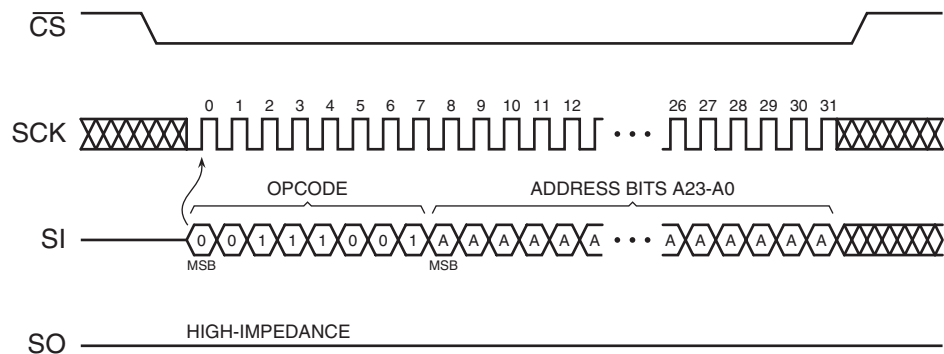 CS
0 1 2 3 4 5 6 7 8 9 10 11 12 26 27 28 29 30 31
SCK
OPCODE ADDRESS BITS A23-A0
SI 0 0 1 1 1 0 0 1 A A A A A A A A A A A A
MSB MSB
HIGH-IMPEDANCE
SO